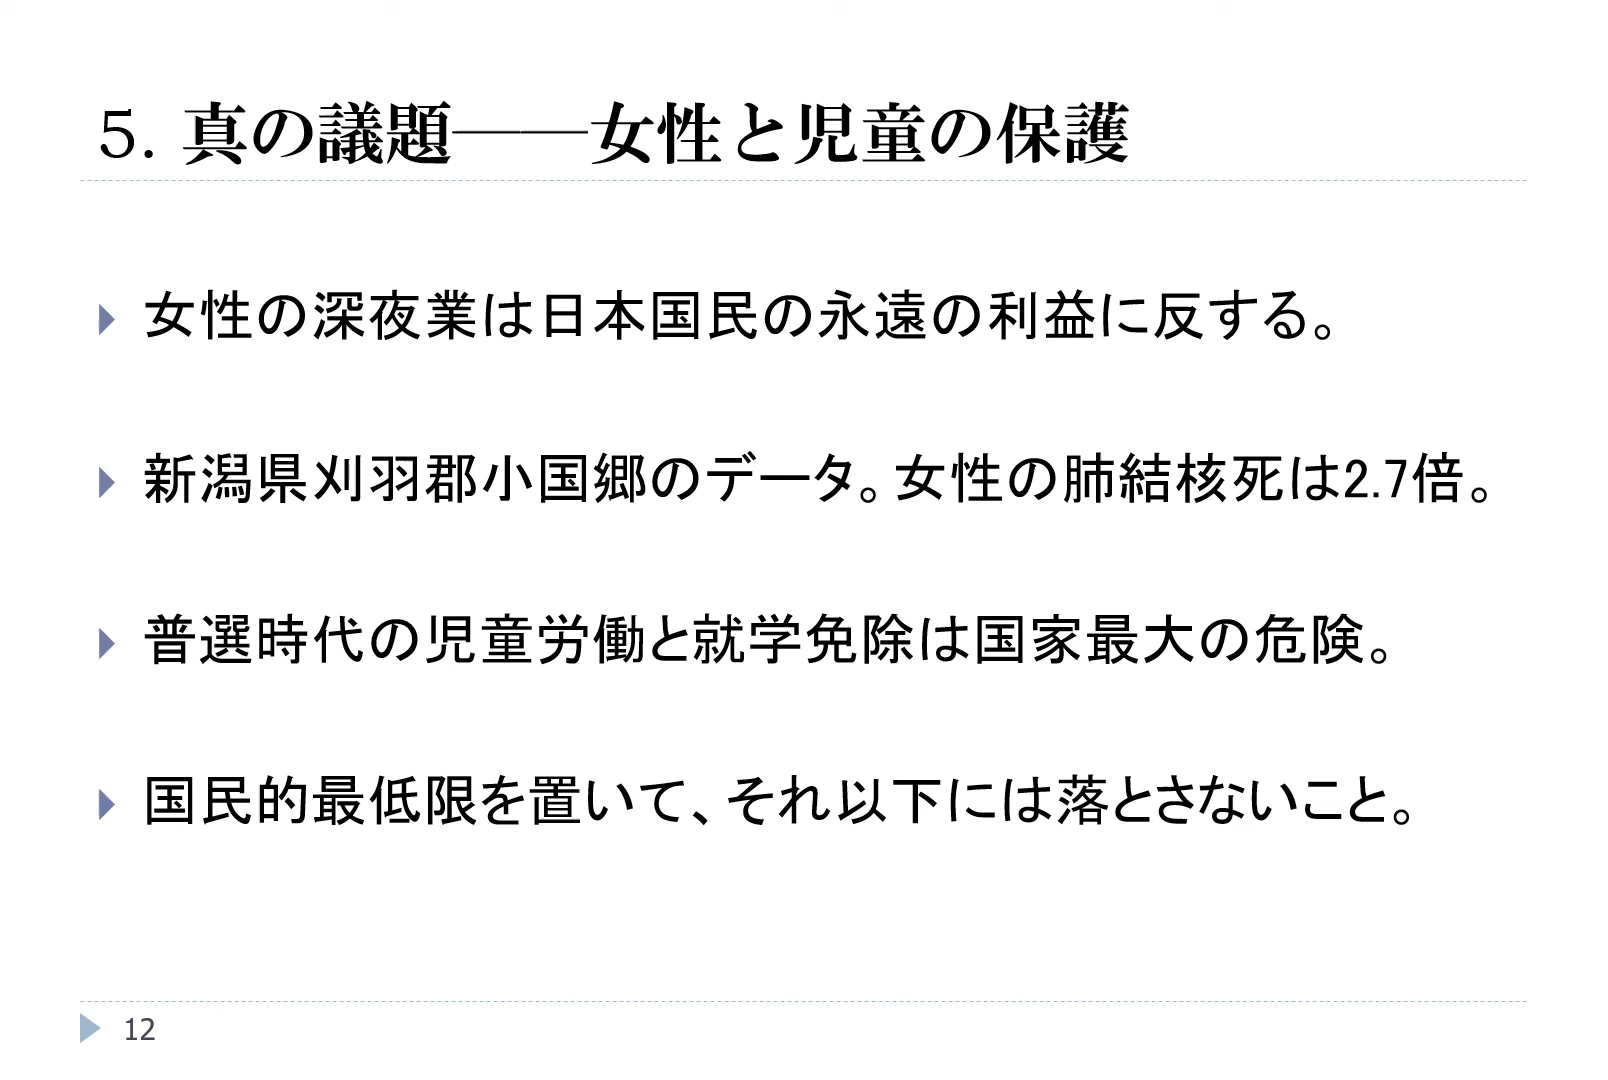 5. 真の議題――女性と児童の保護
女性の深夜業は日本国民の永遠の利益に反する。
新潟県刈羽郡小国郷のデータ。女性の肺結核死は2.7倍。
普選時代の児童労働と就学免除は国家最大の危険。
国民的最低限を置いて、それ以下には落とさないこと。
12